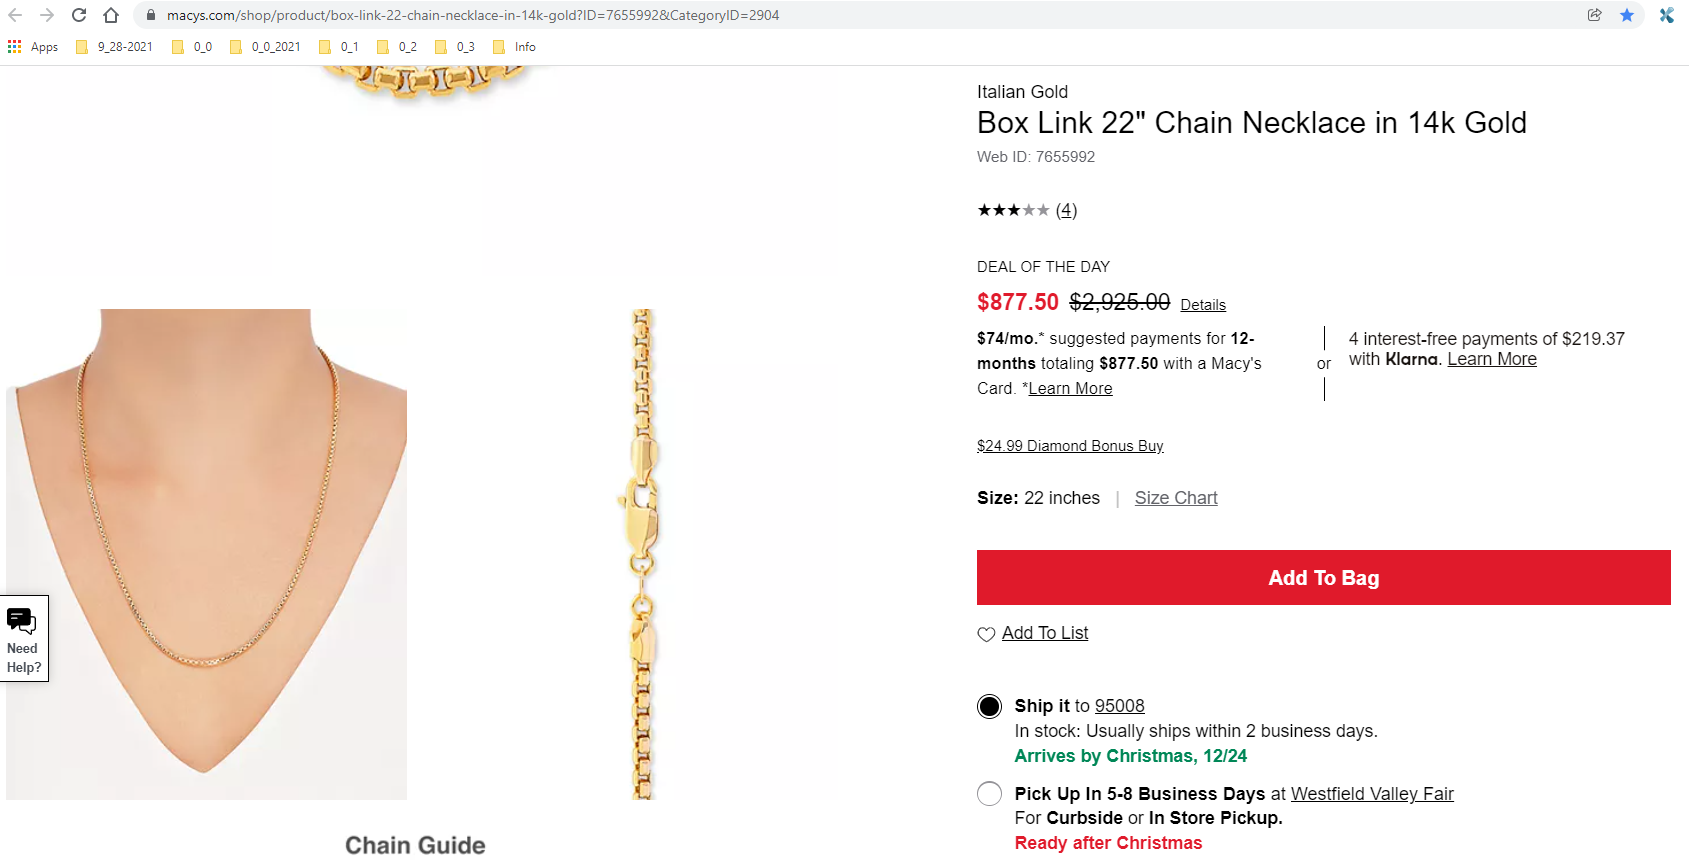 macys.com/shop/product/box-link-22-chain-necklace-in-14k-gold?ID=7655992&CategoryID=2904
Apps 9_28-2021 0_0 0_0_2021 0_1 0_2 0_3 Info
Italian Gold
Box Link 22" Chain Necklace in 14k Gold
Web ID: 7655992
★★★★★ (4)
DEAL OF THE DAY
$877.50 $2,925.00 Details
$74/mo.* suggested payments for 12-
months totaling $877.50 with a Macy's
Card. *Learn More
or
4 interest-free payments of $219.37
with Klarna. Learn More
$24.99 Diamond Bonus Buy
Size: 22 inches | Size Chart
Add To Bag
Add To List
Need
Help?
Ship it to 95008
In stock: Usually ships within 2 business days.
Arrives by Christmas, 12/24
Pick Up In 5-8 Business Days at Westfield Valley Fair
For Curbside or In Store Pickup.
Ready after Christmas
Chain Guide